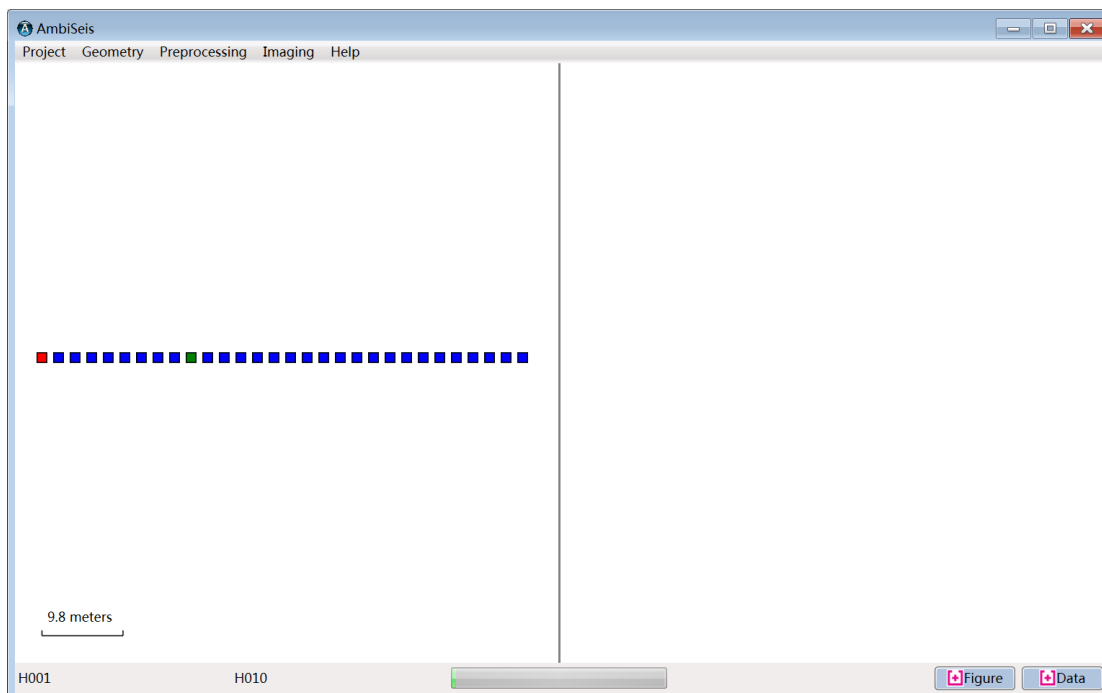 AmbiSeis
Project Geometry Preprocessing Imaging Help
9.8 meters
H001 H010 Figure Data